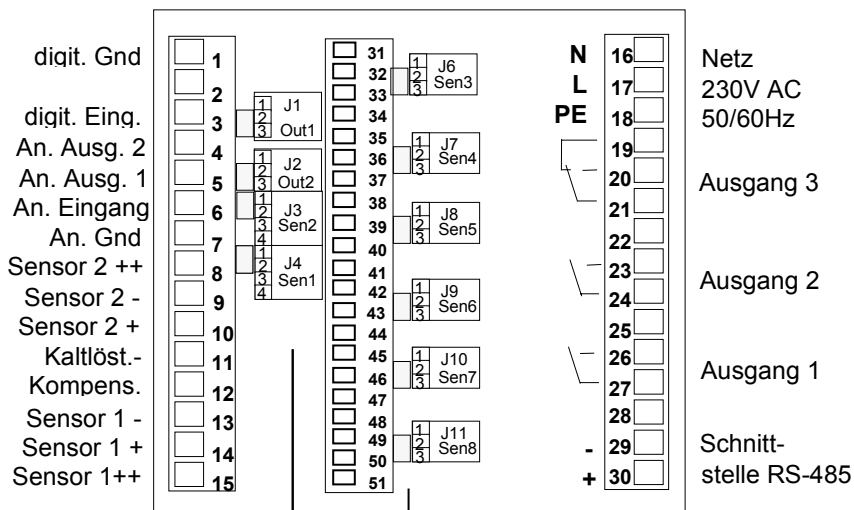 digit. Gnd
digit. Eing.
An. Ausg. 2
An. Ausg. 1
An. Eingang
An. Gnd
Sensor 2 ++
Sensor 2 -
Sensor 2 +
Kaltlöst.-
Kompens.
Sensor 1 -
Sensor 1 +
Sensor 1++
1
2
3
4
5
6
7
8
9
10
11
12
13
14
15
1 J1
2
3 Out1
1 J2
2
3 Out2
1
2 J3
3 Sen2
4
1
2 J4
3 Sen1
4
31
32
33
34
35
36
37
38
39
40
41
42
43
44
45
46
47
48
49
50
51
1 J6
2 Sen3
3
1 J7
2 Sen4
3
1 J8
2 Sen5
3
1 J9
2 Sen6
3
1 J10
2 Sen7
3
1 J11
2 Sen8
3
N 16
L 17
PE 18
19
20
21
22
23
24
25
26
27
28
- 29
+ 30
Netz
230V AC
50/60Hz
Ausgang 3
Ausgang 2
Ausgang 1
Schnitt-
stelle RS-485